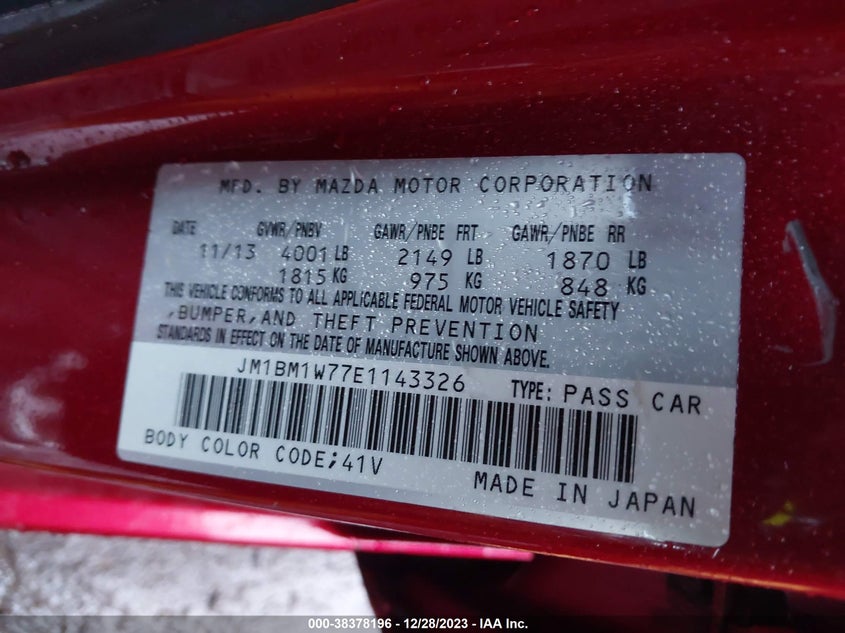 MFD. BY MAZDA MOTOR CORPORATION
DATE GVWR/PNBV GAWR/PNBE FRT GAWR/PNBE RR
11/13 4001 LB 2149 LB 1870 LB
1815 KG 975 KG 848 KG
THIS VEHICLE CONFORMS TO ALL APPLICABLE FEDERAL MOTOR VEHICLE SAFETY
,BUMPER,AND THEFT PREVENTION
STANDARDS IN EFFECT ON THE DATE OF MANUFACTURE SHOWN ABOVE.
JM1BM1W77E1143326 TYPE: PASS CAR
BODY COLOR CODE;41V
MADE IN JAPAN
000-38378196 - 12/28/2023 - IAA Inc.